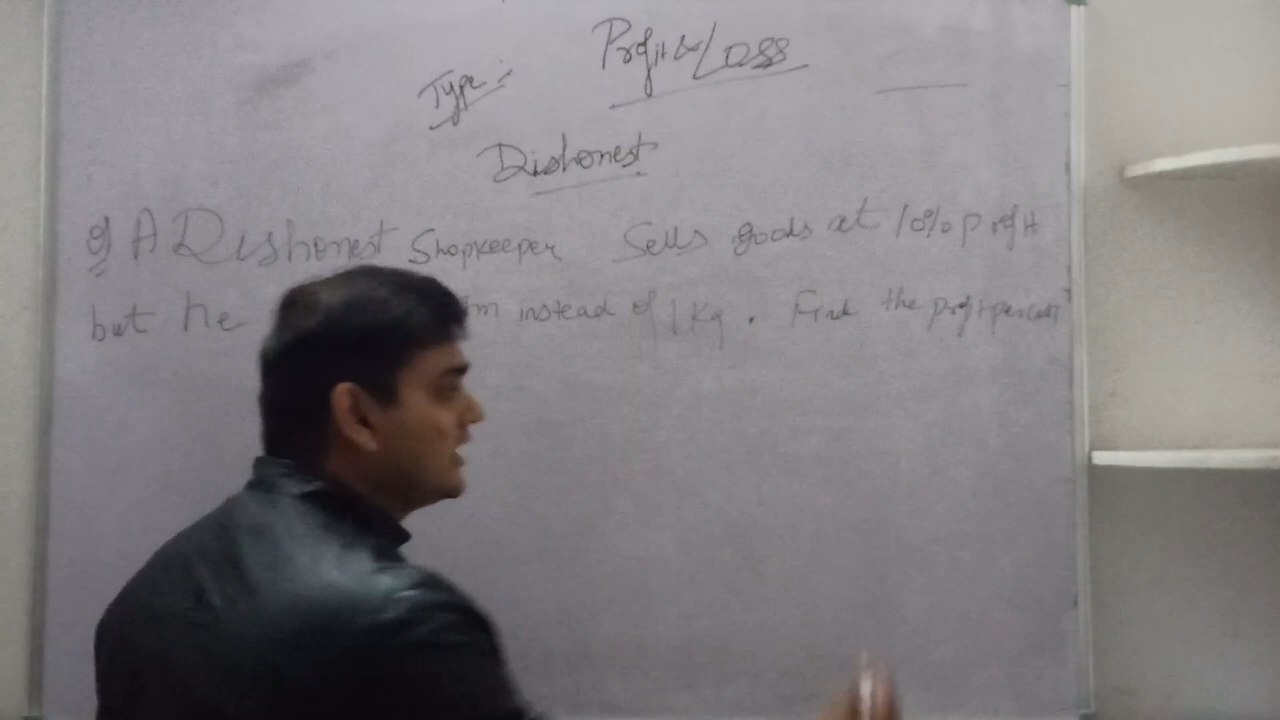 Profit & Loss
Type :-
Dishonest
Q A Dishonest Shopkeeper Sells goods at 10% Profit
but he gm instead of 1 Kg. Find the profit percent